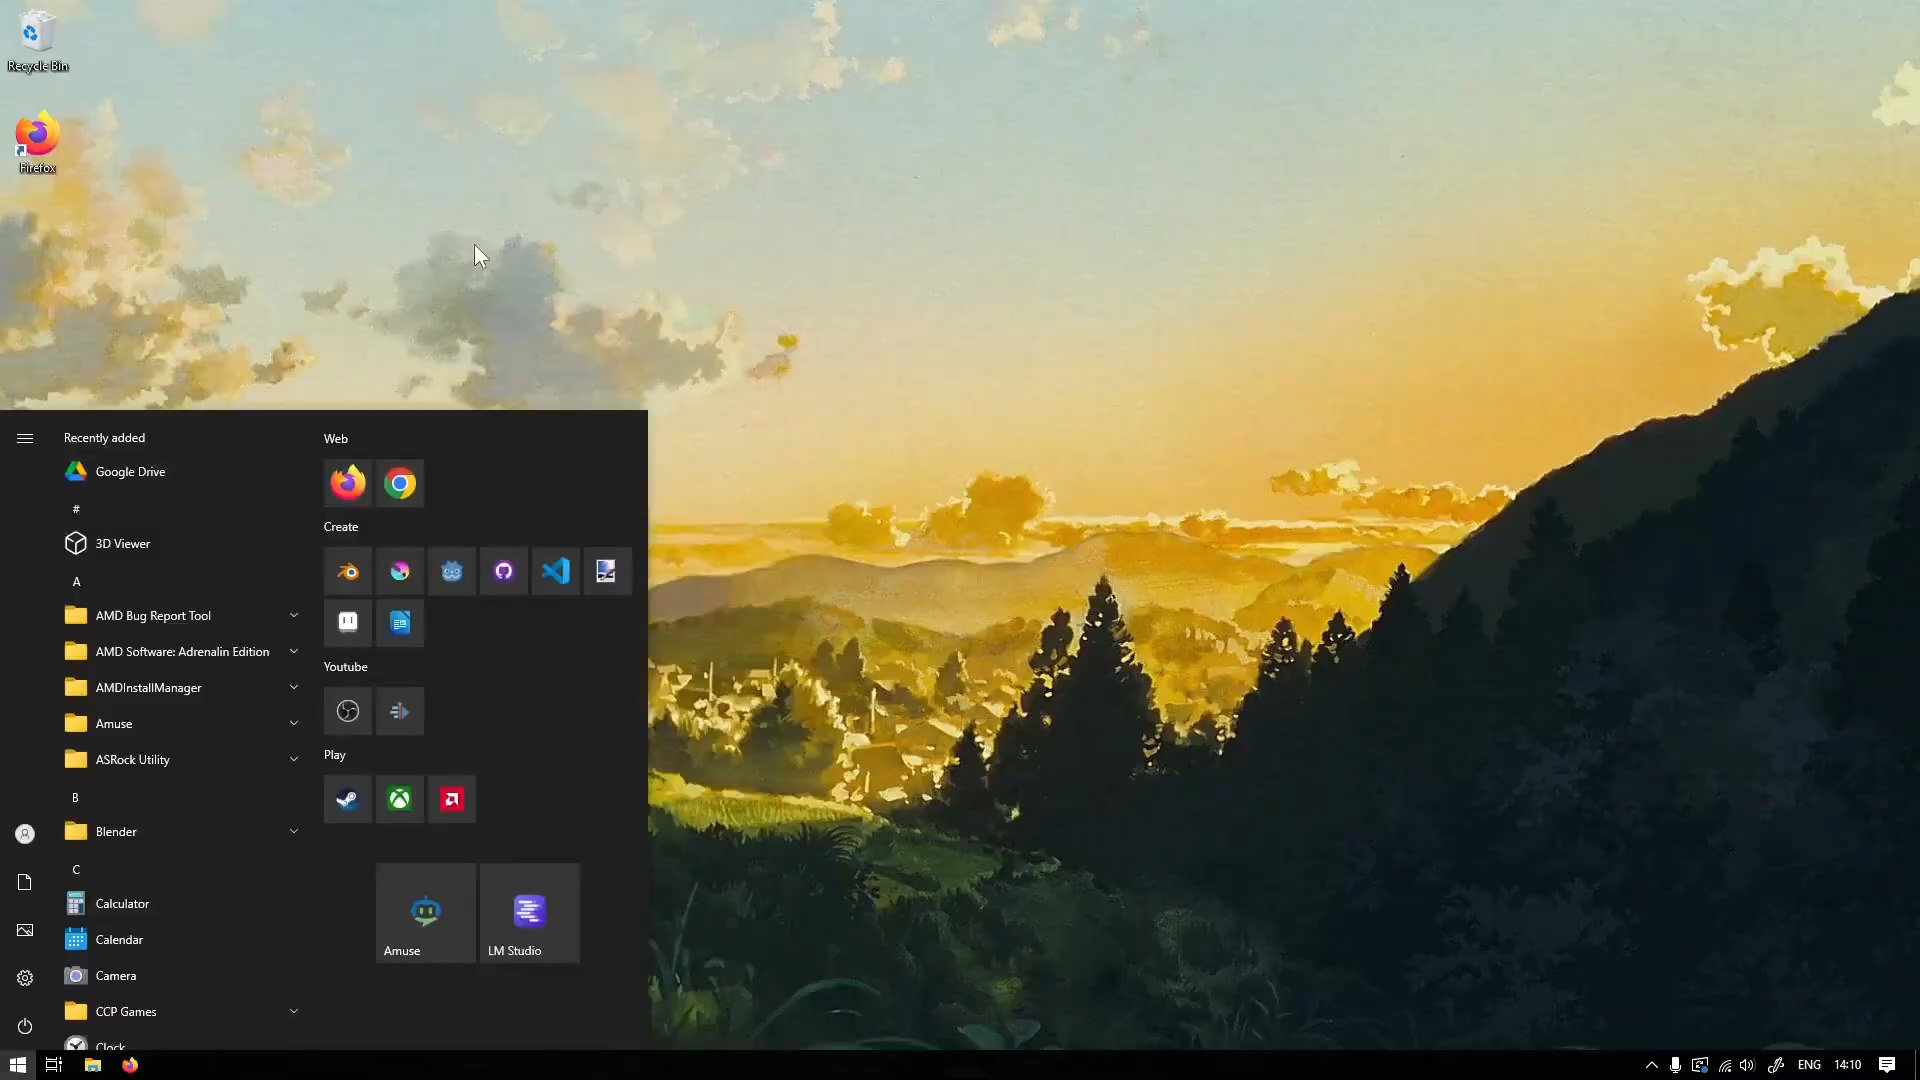 Recycle Bin
Firefox
Recently added
Google Drive
#
3D Viewer
A
AMD Bug Report Tool
AMD Software: Adrenalin Edition
AMDInstallManager
Amuse
ASRock Utility
B
Blender
C
Calculator
Calendar
Camera
CCP Games
Clock
Web
Create
Youtube
Play
Amuse
LM Studio
ENG
14:10